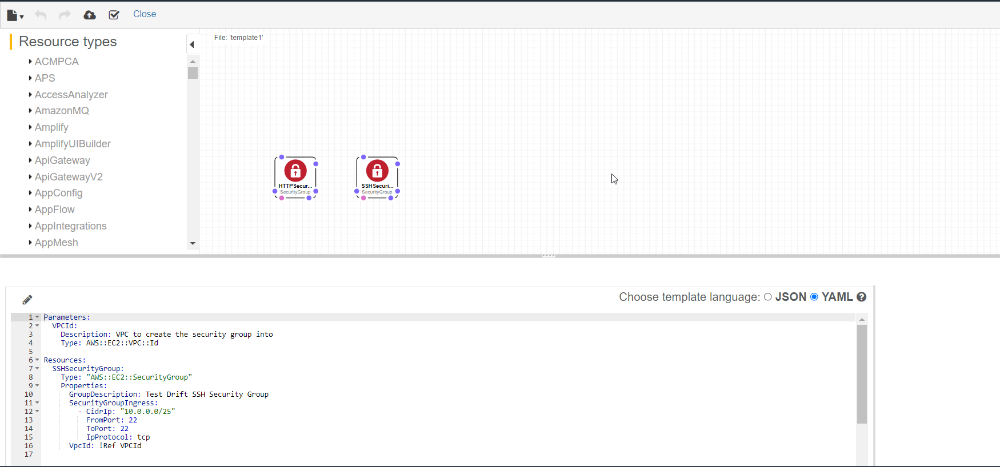 Close
Resource types
ACMPCA
APS
AccessAnalyzer
AmazonMQ
Amplify
AmplifyUIBuilder
ApiGateway
ApiGatewayV2
AppConfig
AppFlow
AppIntegrations
AppMesh
File: 'template1'
HTTPSecur...
SecurityGroup
SSHSecuri...
SecurityGroup
Choose template language: JSON YAML ?
1 Parameters:
2 VPCId:
3 Description: VPC to create the security group into
4 Type: AWS::EC2::VPC::Id
5
6 Resources:
7 SSHSecurityGroup:
8 Type: "AWS::EC2::SecurityGroup"
9 Properties:
10 GroupDescription: Test Drift SSH Security Group
11 SecurityGroupIngress:
12 - CidrIp: "10.0.0.0/25"
13 FromPort: 22
14 ToPort: 22
15 IpProtocol: tcp
16 VpcId: !Ref VPCId
17